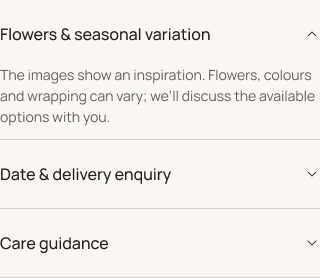 Flowers & seasonal variation
The images show an inspiration. Flowers, colours
and wrapping can vary; we'll discuss the available
options with you.
Date & delivery enquiry
Care guidance